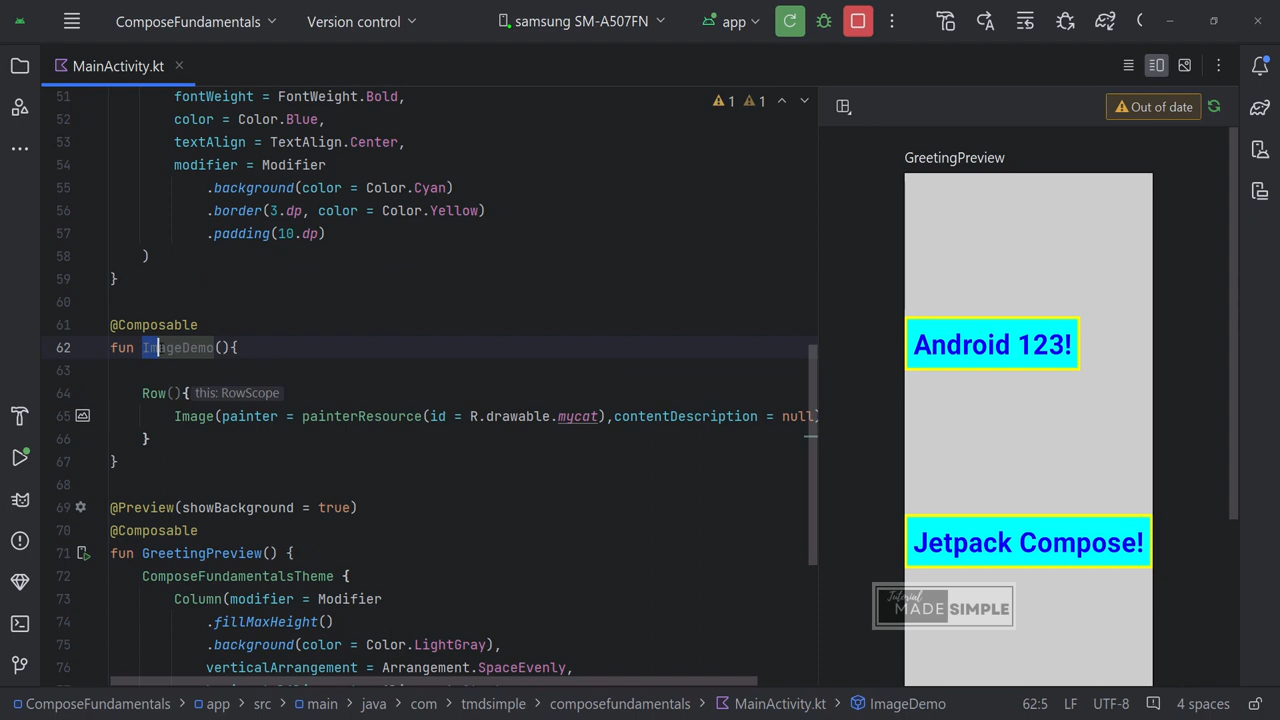 ComposeFundamentals
Version control
samsung SM-A507FN
app
MainActivity.kt
51 fontWeight = FontWeight.Bold,
52 color = Color.Blue,
53 textAlign = TextAlign.Center,
54 modifier = Modifier
55 .background(color = Color.Cyan)
56 .border(3.dp, color = Color.Yellow)
57 .padding(10.dp)
58 )
59 }
60
61 @Composable
62 fun ImageDemo(){
63
64 Row(){ this: RowScope
65 Image(painter = painterResource(id = R.drawable.mycat),contentDescription = null)
66 }
67 }
69 @Preview(showBackground = true)
70 @Composable
71 fun GreetingPreview() {
72 ComposeFundamentalsTheme {
73 Column(modifier = Modifier
74 .fillMaxHeight()
75 .background(color = Color.LightGray),
76 verticalArrangement = Arrangement.SpaceEvenly,
1 1
Out of date
GreetingPreview
Android 123!
Jetpack Compose!
Tutorial
MADE SIMPLE
ComposeFundamentals > app > src > main > java > com > tmdsimple > composefundamentals > MainActivity.kt > ImageDemo
62:5 LF UTF-8 4 spaces